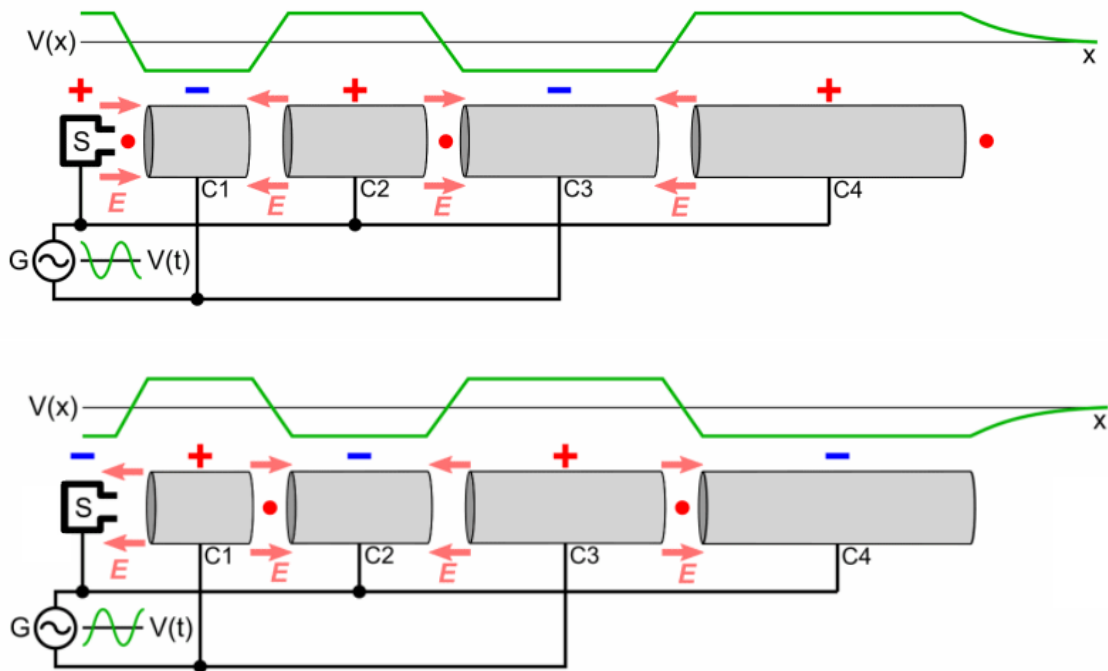 V(x)
x
+ − + − +
S
C1 C2 C3 C4
E E E E
G V(t)
V(x)
x
− + − + −
S
C1 C2 C3 C4
E E E E
G V(t)